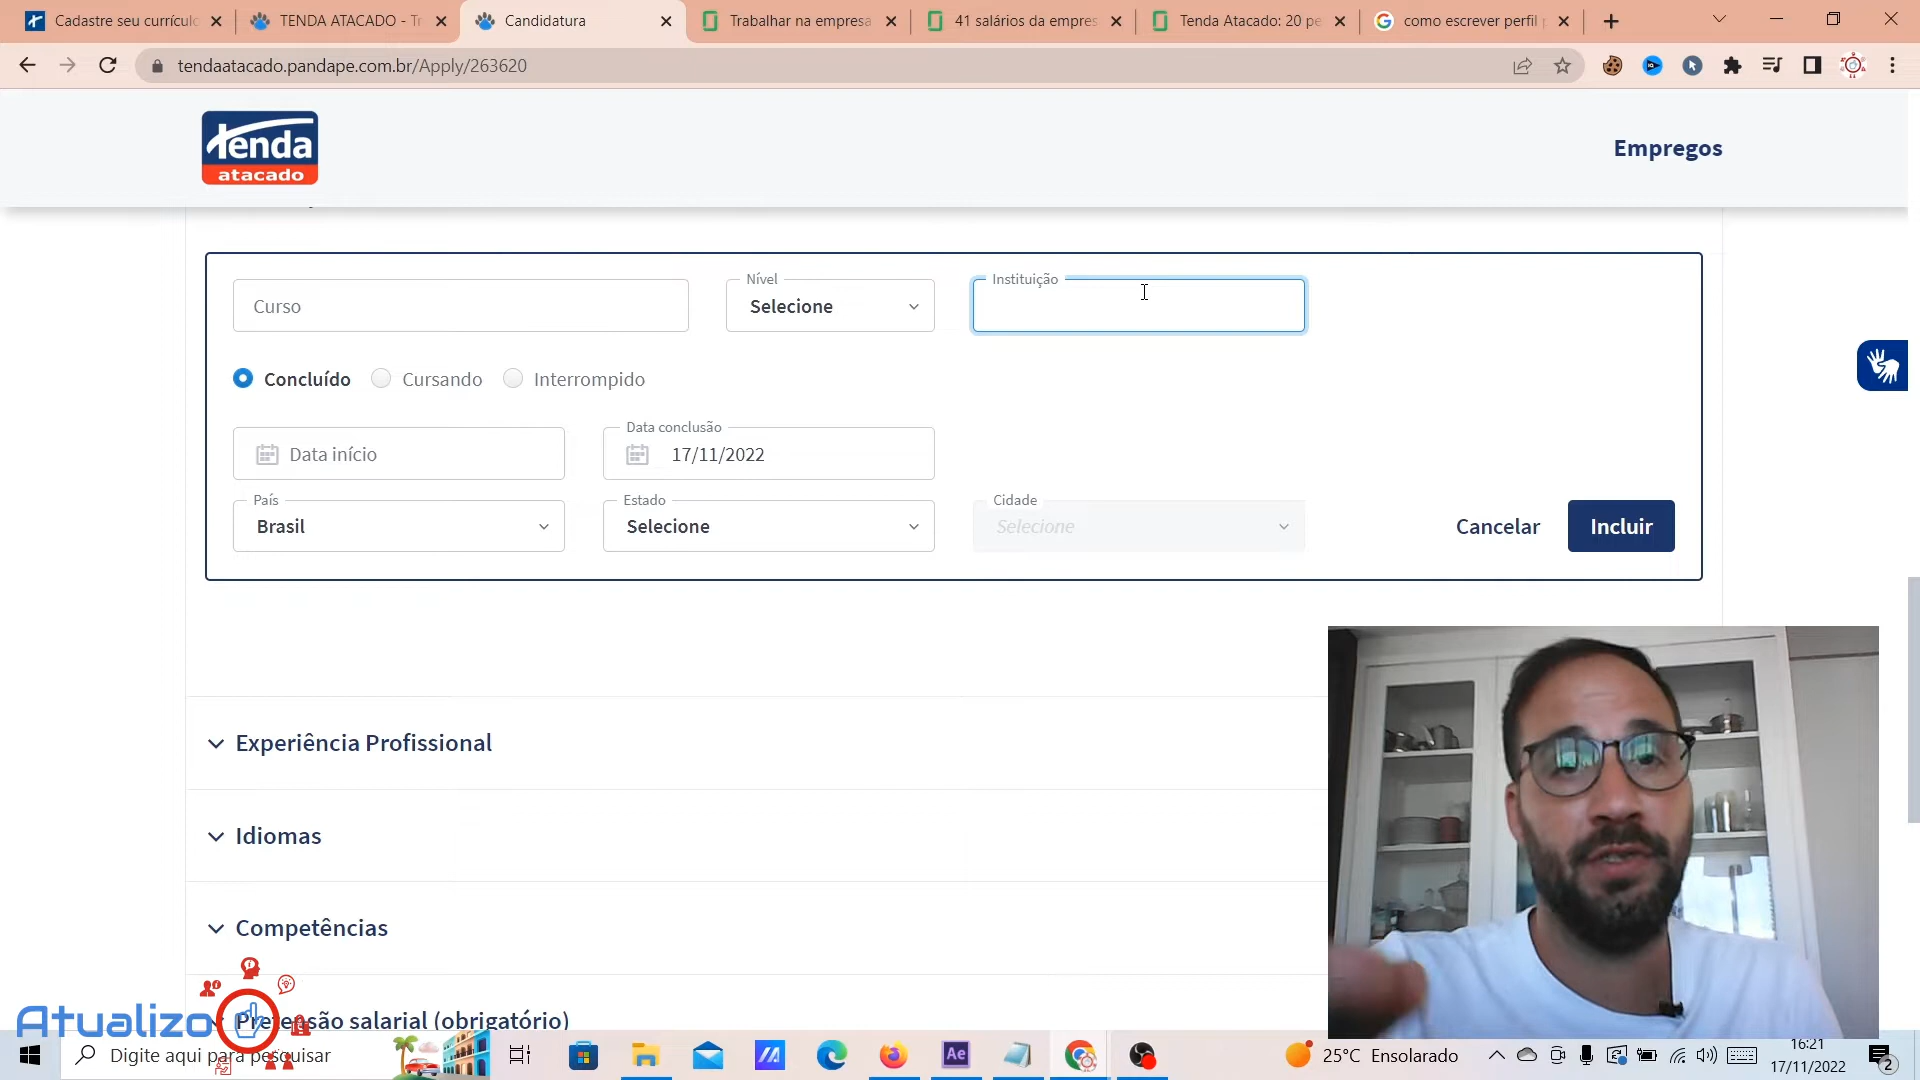 Cadastre seu currícul
TENDA ATACADO - Tr
Candidatura
Trabalhar na empresa
41 salários da empres
Tenda Atacado: 20 pe
como escrever perfil
tendaatacado.pandape.com.br/Apply/263620
tenda
atacado
Empregos
Curso
Nível
Selecione
Instituição
Concluído
Cursando
Interrompido
Data início
Data conclusão
17/11/2022
País
Brasil
Estado
Selecione
Cidade
Selecione
Cancelar
Incluir
Experiência Profissional
Idiomas
Competências
Pretensão salarial (obrigatório)
Atualizo
Digite aqui para pesquisar
Ae
25°C Ensolarado
16:21
17/11/2022
2